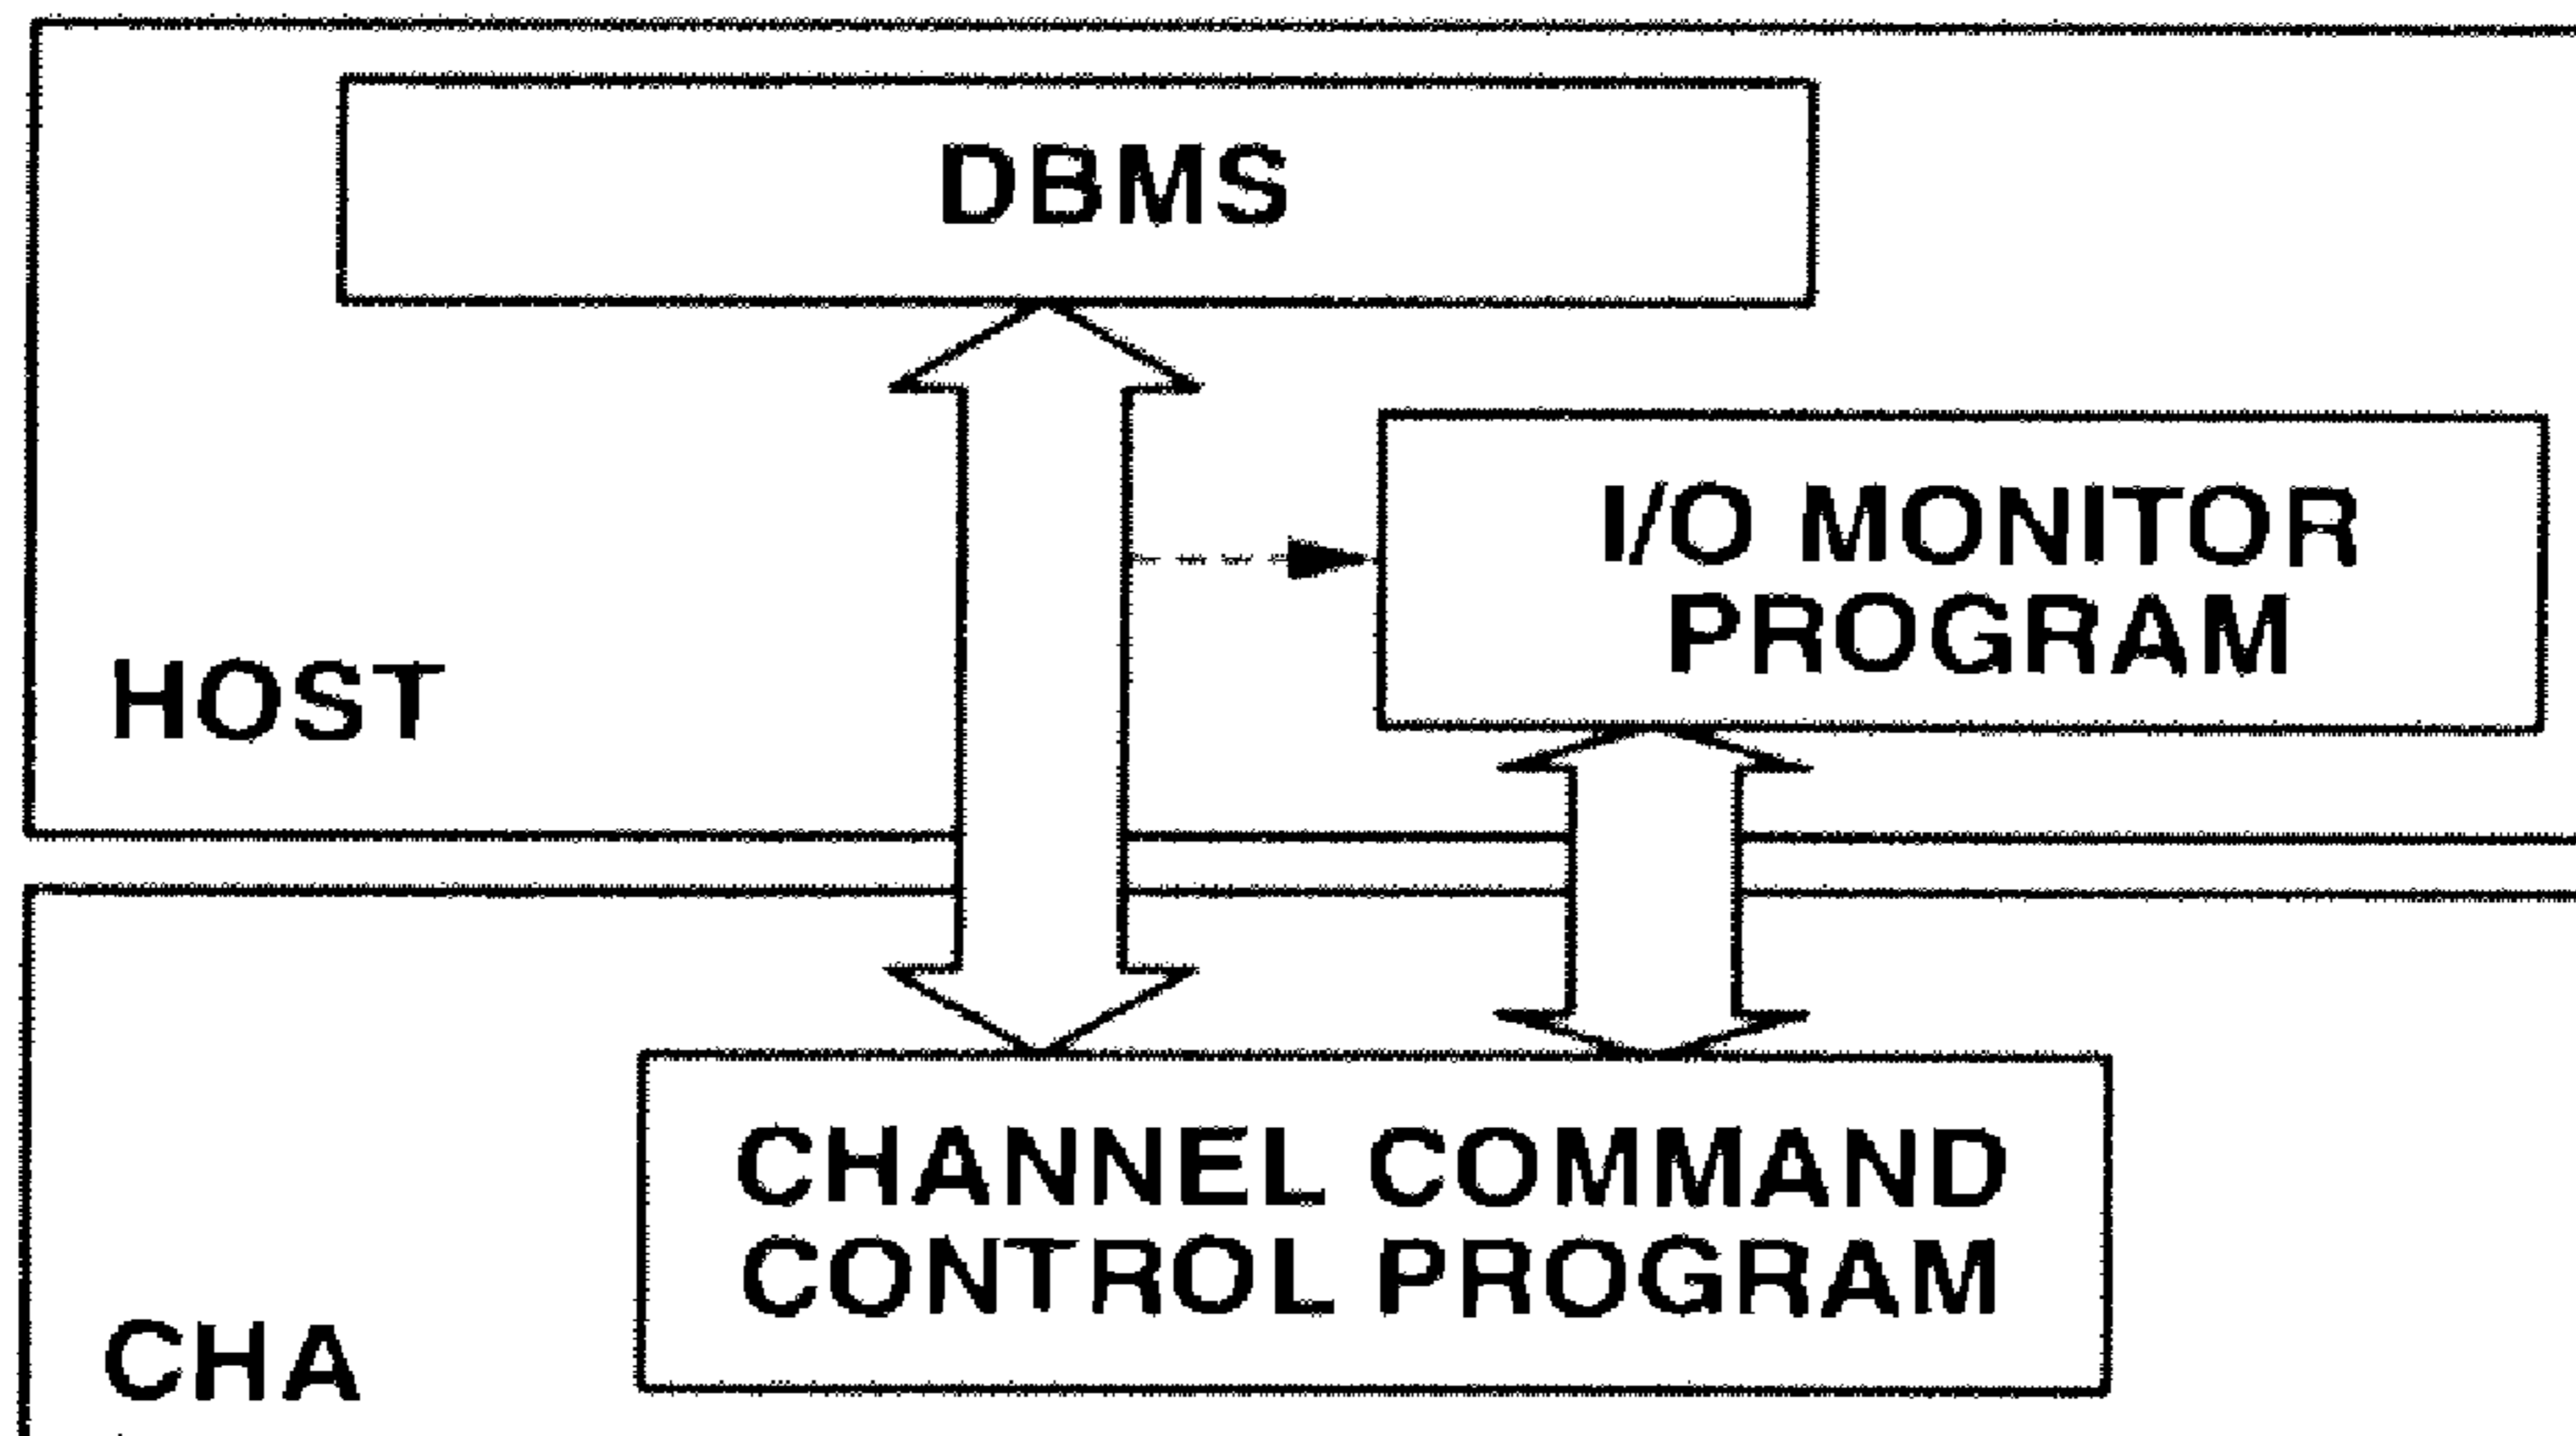 DBMS
I/O MONITOR
PROGRAM
HOST
CHANNEL COMMAND
CONTROL PROGRAM
CHA